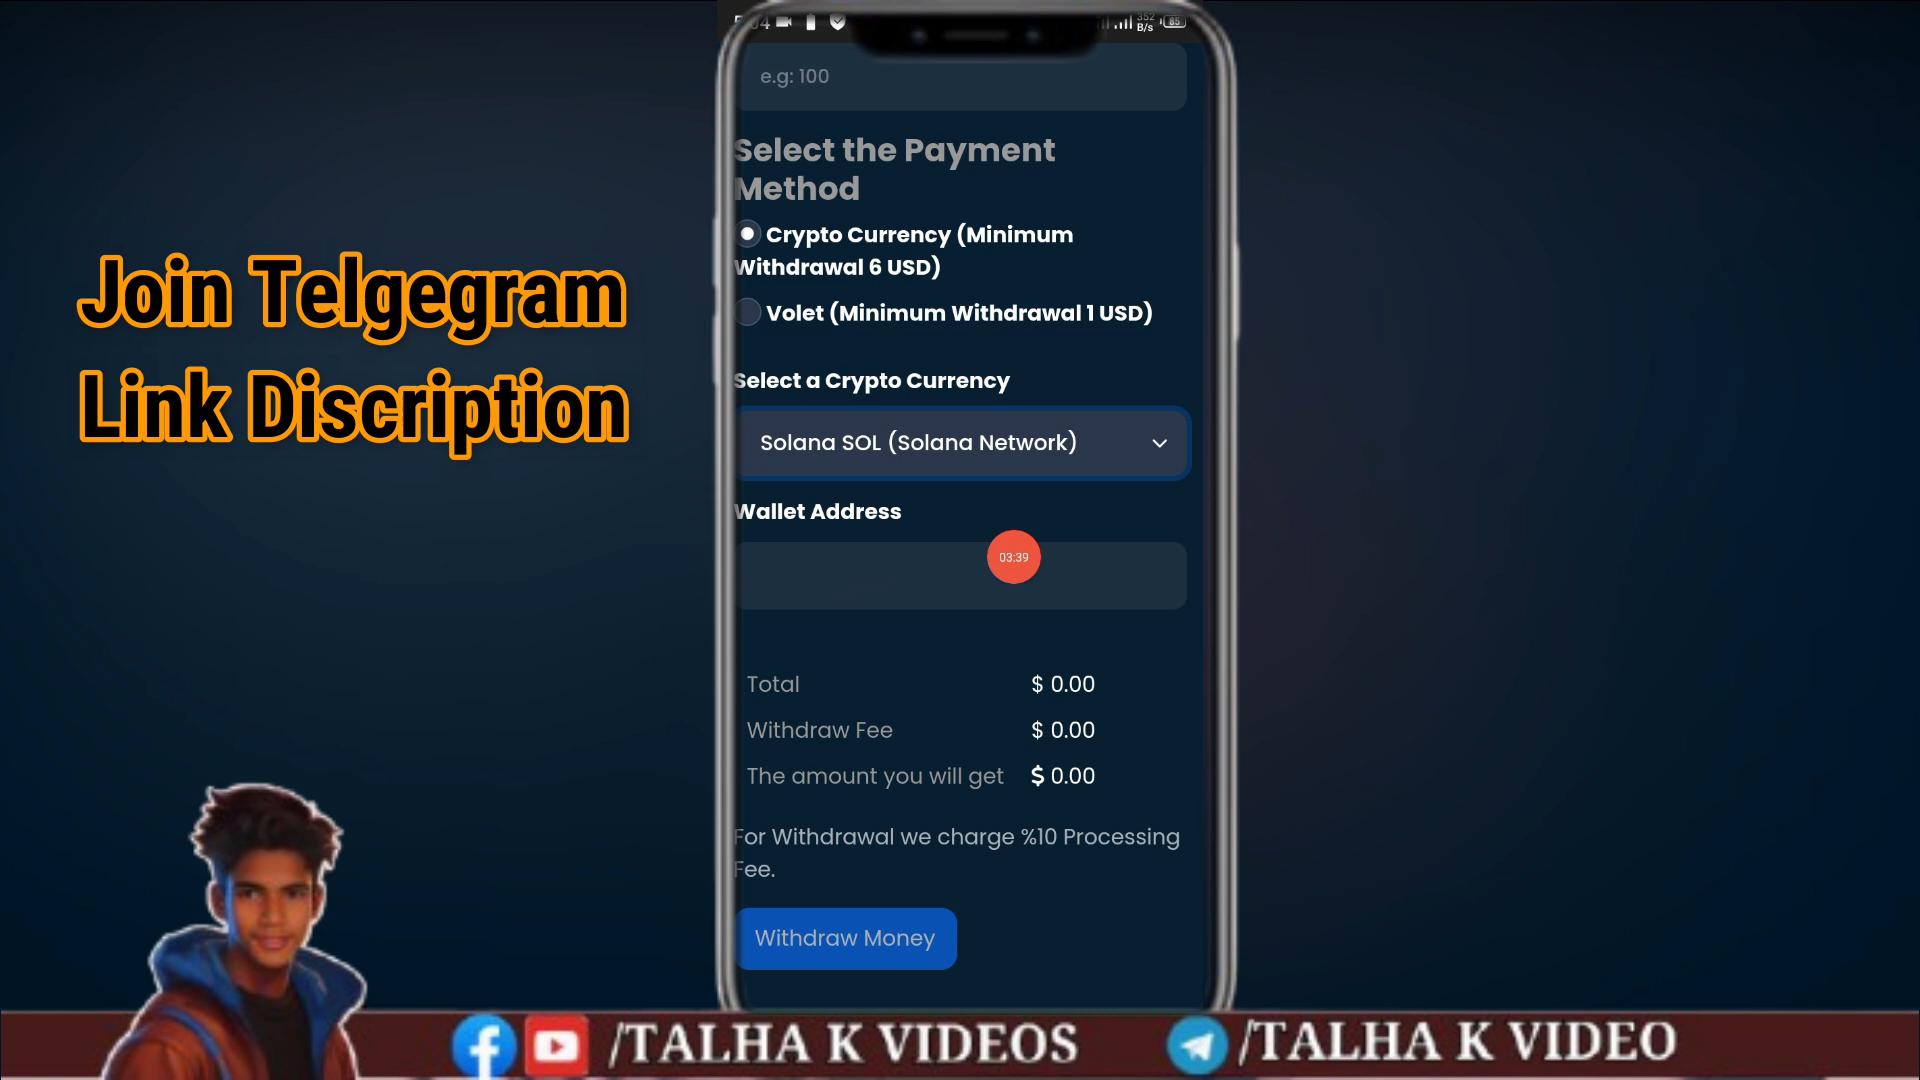 352
B/s
85
e.g: 100
Select the Payment
Method
Crypto Currency (Minimum
Withdrawal 6 USD)
Volet (Minimum Withdrawal 1 USD)
Select a Crypto Currency
Solana SOL (Solana Network)
Wallet Address
03:39
Total $ 0.00
Withdraw Fee $ 0.00
The amount you will get $ 0.00
For Withdrawal we charge %10 Processing
Fee.
Withdraw Money
Join Telgegram
Link Discription
/TALHA K VIDEOS
/TALHA K VIDEO